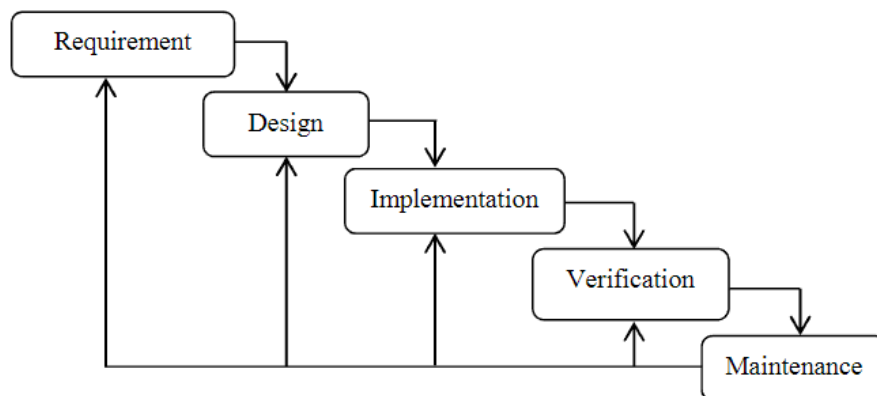 Requirement
Design
Implementation
Verification
Maintenance